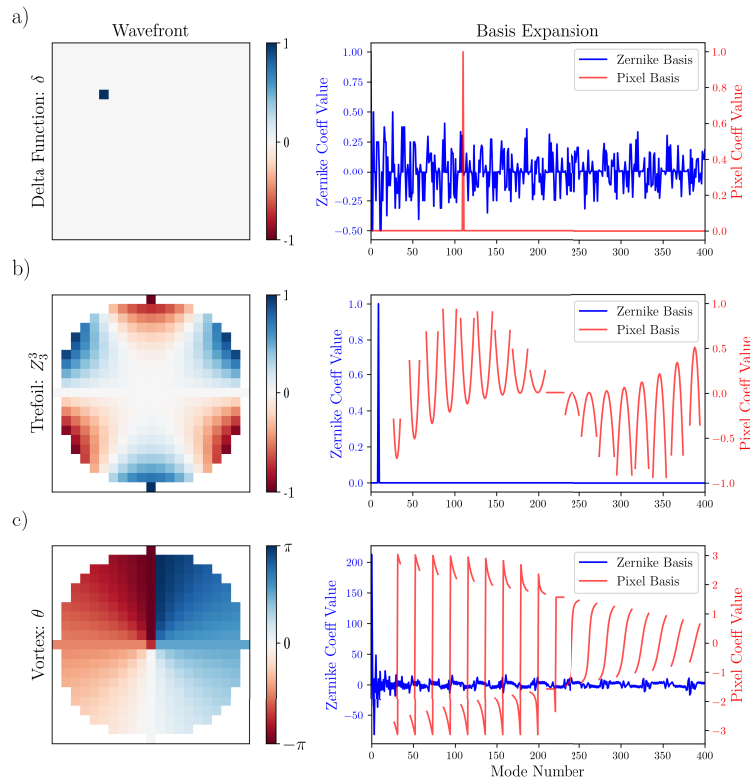 a)
Wavefront
Basis Expansion
Delta Function: δ
1
0
-1
Zernike Coeff Value
1.00
0.75
0.50
0.25
0.00
−0.25
−0.50
Zernike Basis
Pixel Basis
1.0
0.8
0.6
0.4
0.2
0.0
Pixel Coeff Value
0 50 100 150 200 250 300 350 400
b)
Trefoil: Z_3^3
1
0
-1
Zernike Coeff Value
1.0
0.8
0.6
0.4
0.2
0.0
Zernike Basis
Pixel Basis
1.0
0.5
0.0
−0.5
−1.0
Pixel Coeff Value
0 50 100 150 200 250 300 350 400
c)
Vortex: θ
π
0
−π
Zernike Coeff Value
200
150
100
50
0
−50
Zernike Basis
Pixel Basis
3
2
1
0
−1
−2
−3
Pixel Coeff Value
0 50 100 150 200 250 300 350 400
Mode Number